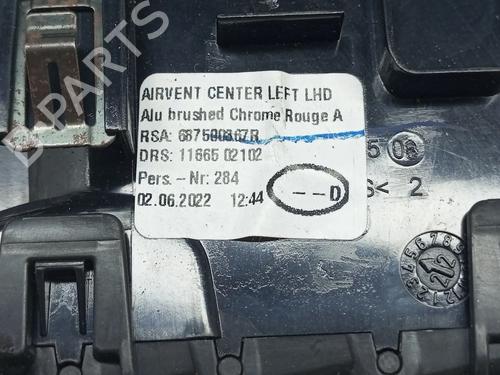 AIRVENT CENTER LEFT LHD
Alu brushed Chrome Rouge A
RSA: 687590367R
DRS: 11665 02102
Pers. - Nr: 284
02.06.2022 12:44 --D
B-PARTS